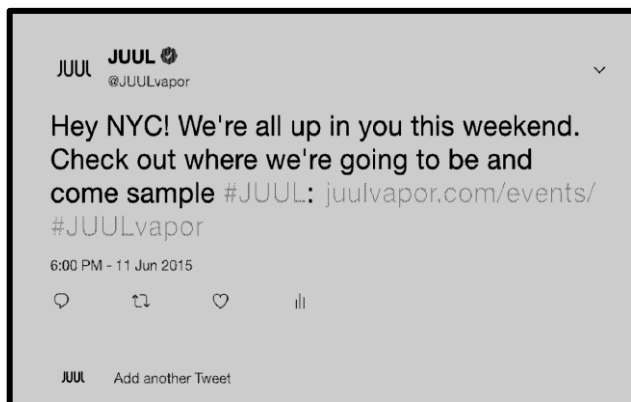 JUUL JUUL
@JUULvapor
Hey NYC! We're all up in you this weekend.
Check out where we're going to be and
come sample #JUUL: juulvapor.com/events/
#JUULvapor
6:00 PM - 11 Jun 2015
JUUL Add another Tweet